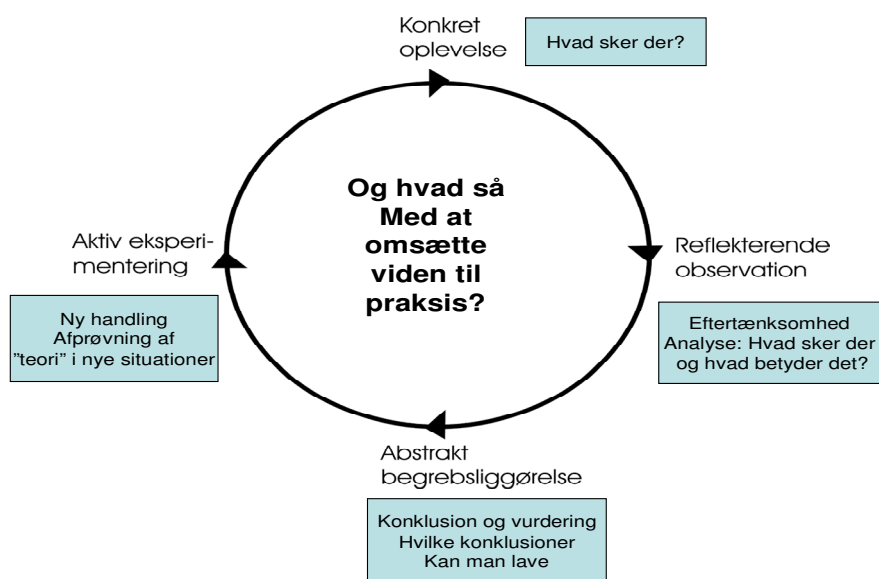 Konkret
oplevelse
Hvad sker der?
Og hvad så
Med at
omsætte
viden til
praksis?
Aktiv eksperi-
mentering
Reflekterende
observation
Ny handling
Afprøvning af
”teori” i nye situationer
Eftertænksomhed
Analyse: Hvad sker der
og hvad betyder det?
Abstrakt
begrebsliggørelse
Konklusion og vurdering
Hvilke konklusioner
Kan man lave